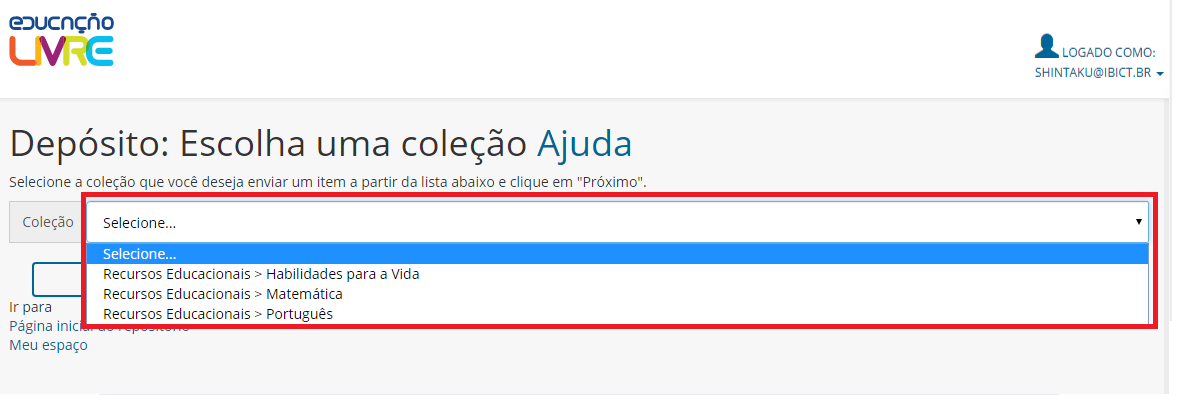 EDUCAÇÃO
LIVRE
LOGADO COMO:
SHINTAKU@IBICT.BR
Depósito: Escolha uma coleção Ajuda
Selecione a coleção que você deseja enviar um item a partir da lista abaixo e clique em "Próximo".
Coleção
Selecione...
Selecione...
Recursos Educacionais > Habilidades para a Vida
Recursos Educacionais > Matemática
Recursos Educacionais > Português
Ir para
Página inicial do repositório
Meu espaço